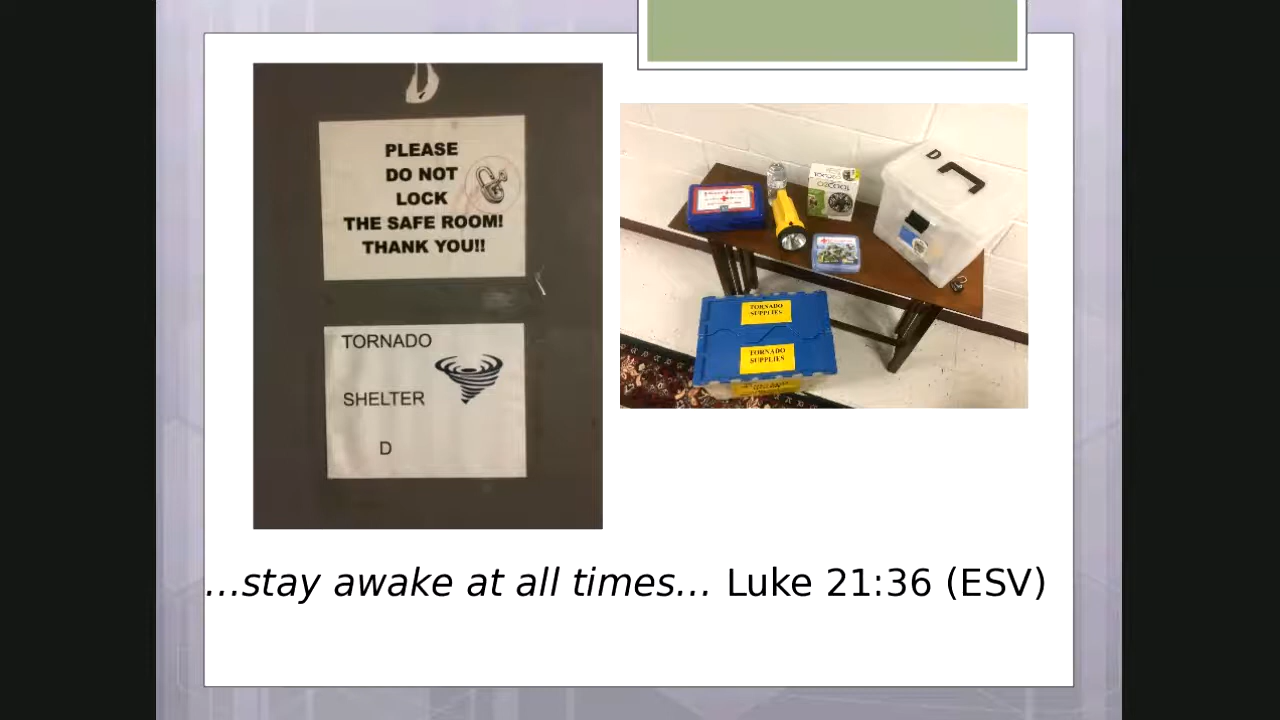 PLEASE
DO NOT
LOCK
THE SAFE ROOM!
THANK YOU!!
TORNADO
SHELTER
D
D
TORNADO
SUPPLIES
TORNADO
SUPPLIES
...stay awake at all times... Luke 21:36 (ESV)